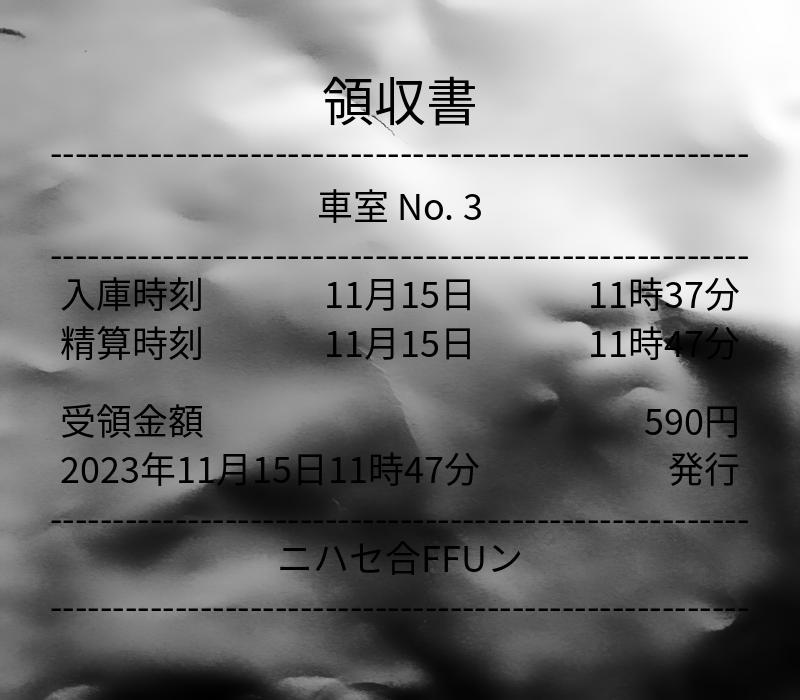 領収書
車室 No. 3
入庫時刻 11月15日 11時37分
精算時刻 11月15日 11時47分
受領金額 590円
2023年11月15日11時47分 発行
ニハセ合FFUン